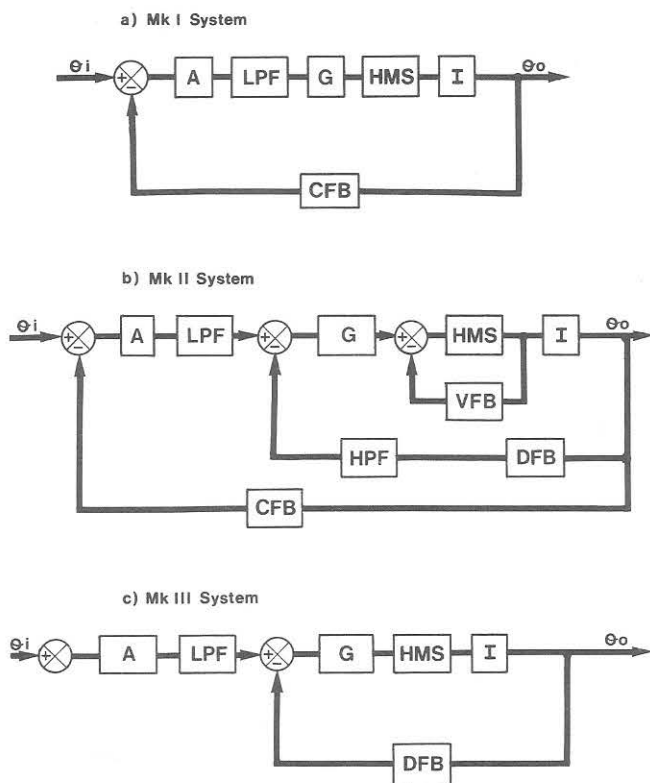 a) Mk I System
Θi + − A LPF G HMS I Θo
CFB
b) Mk II System
Θi + − A LPF + − G + − HMS I Θo
VFB
HPF DFB
CFB
c) Mk III System
Θi + A LPF + − G HMS I Θo
DFB